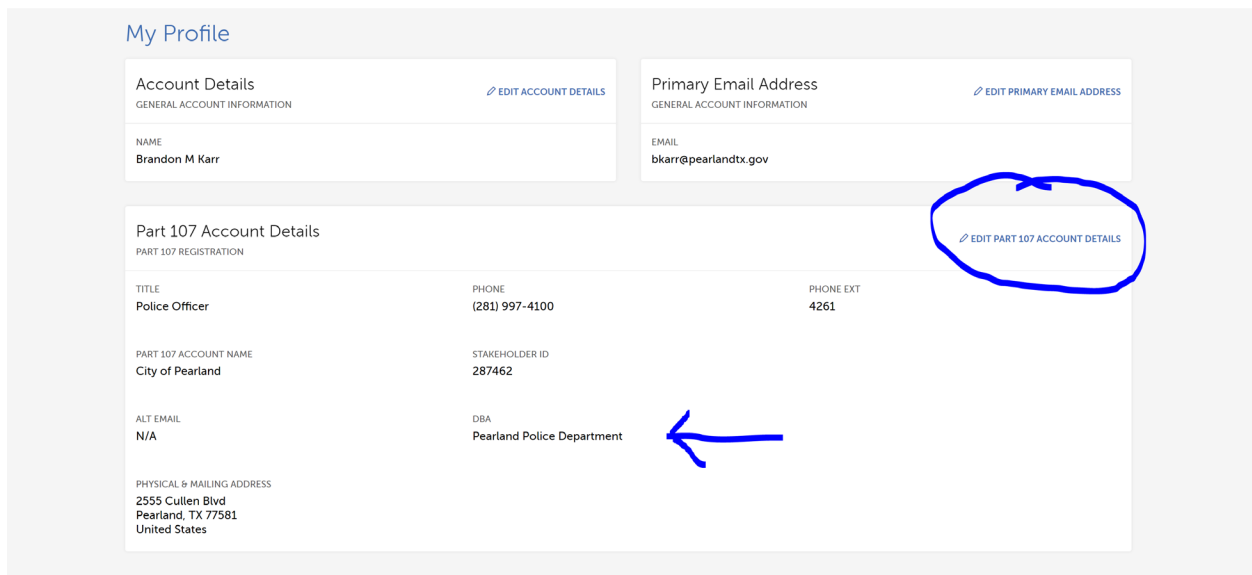 My Profile
Account Details
EDIT ACCOUNT DETAILS
GENERAL ACCOUNT INFORMATION
NAME
Brandon M Karr
Primary Email Address
EDIT PRIMARY EMAIL ADDRESS
GENERAL ACCOUNT INFORMATION
EMAIL
bkarr@pearlandtx.gov
Part 107 Account Details
EDIT PART 107 ACCOUNT DETAILS
PART 107 REGISTRATION
TITLE
Police Officer
PHONE
(281) 997-4100
PHONE EXT
4261
PART 107 ACCOUNT NAME
City of Pearland
STAKEHOLDER ID
287462
ALT EMAIL
N/A
DBA
Pearland Police Department
PHYSICAL & MAILING ADDRESS
2555 Cullen Blvd
Pearland, TX 77581
United States